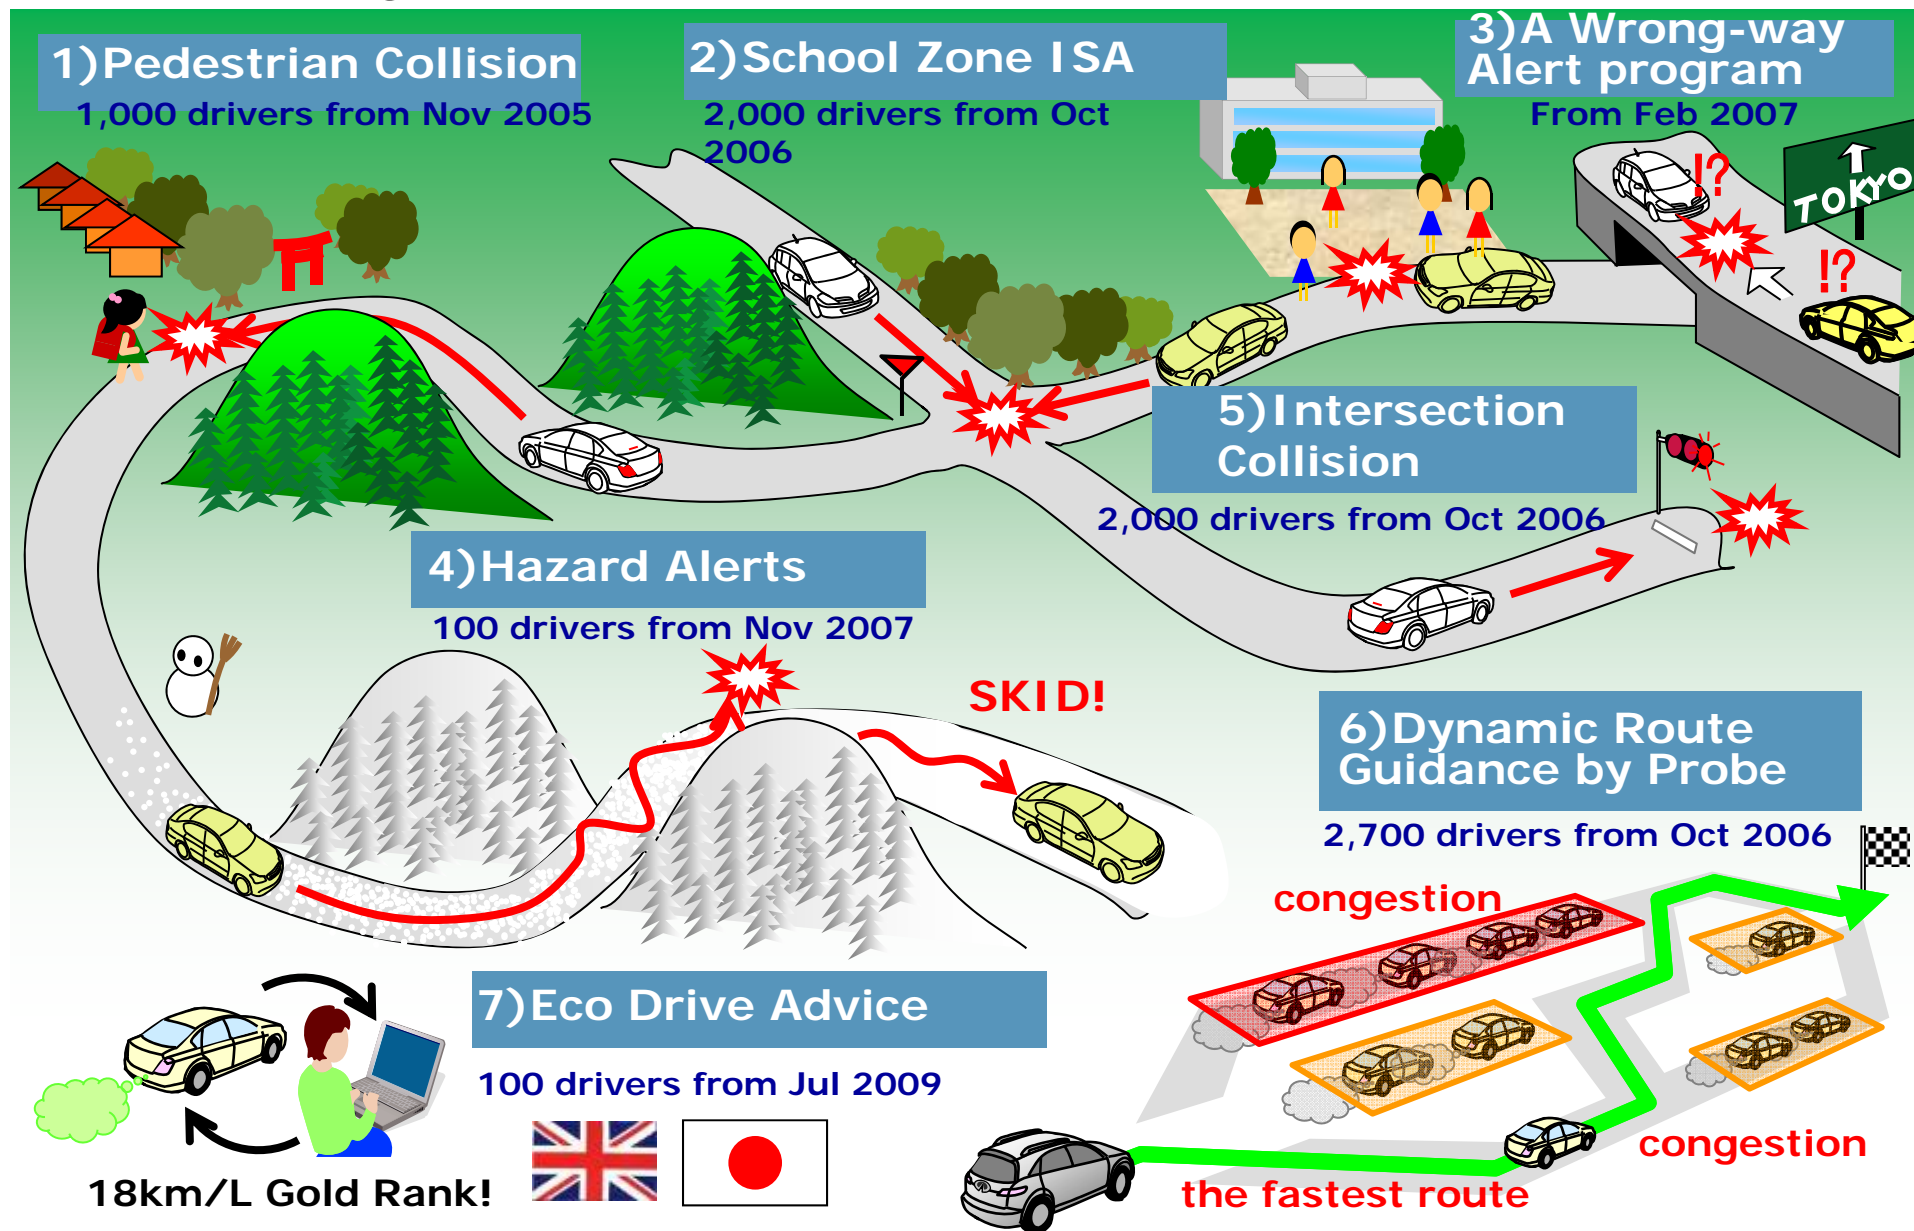 1)Pedestrian Collision
1,000 drivers from Nov 2005
2)School Zone ISA
2,000 drivers from Oct
2006
3)A Wrong-way
Alert program
From Feb 2007
!?
TOKYO
!?
5)Intersection
Collision
2,000 drivers from Oct 2006
4)Hazard Alerts
100 drivers from Nov 2007
SKID!
6)Dynamic Route
Guidance by Probe
2,700 drivers from Oct 2006
congestion
7)Eco Drive Advice
100 drivers from Jul 2009
18km/L Gold Rank!
congestion
the fastest route